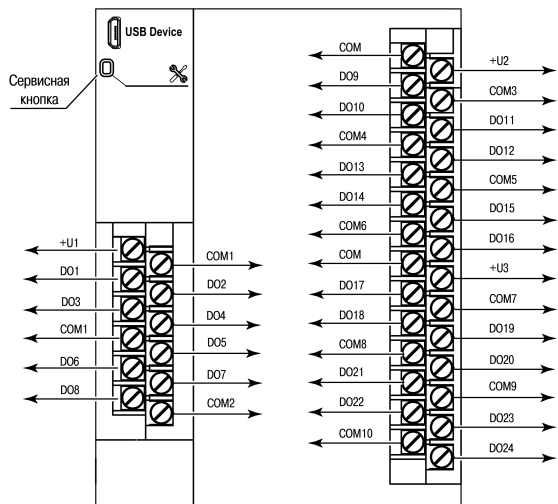 USB Device
Сервисная
кнопка
+U1
DO1
DO3
COM1
DO6
DO8
COM1
DO2
DO4
DO5
DO7
COM2
COM
DO9
DO10
COM4
DO13
DO14
COM6
COM
DO17
DO18
COM8
DO21
DO22
COM10
+U2
COM3
DO11
DO12
COM5
DO15
DO16
+U3
COM7
DO19
DO20
COM9
DO23
DO24